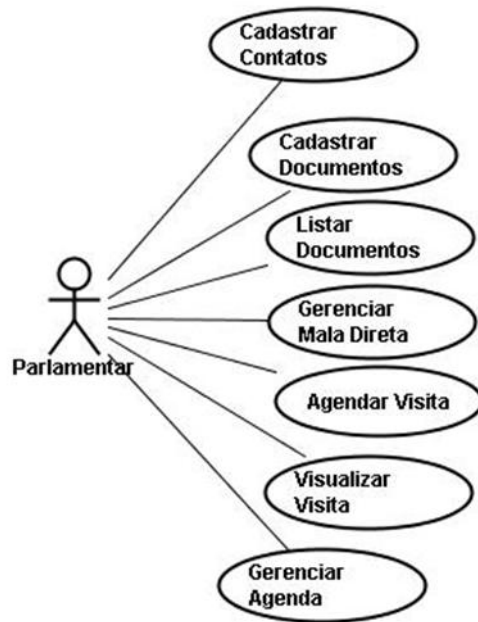 Cadastrar
Contatos
Cadastrar
Documentos
Listar
Documentos
Gerenciar
Mala Direta
Parlamentar
Agendar Visita
Visualizar
Visita
Gerenciar
Agenda